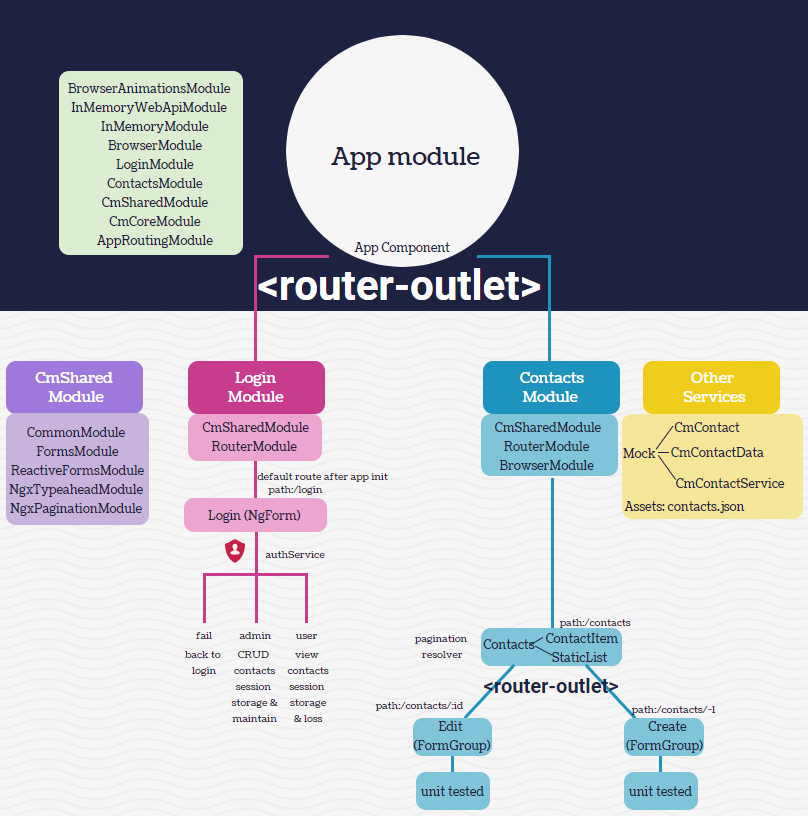 BrowserAnimationsModule
InMemoryWebApiModule
InMemoryModule
BrowserModule
LoginModule
ContactsModule
CmSharedModule
CmCoreModule
AppRoutingModule
App module
App Component
<router-outlet>
CmShared
Module
CommonModule
FormsModule
ReactiveFormsModule
NgxTypeaheadModule
NgxPaginationModule
Login
Module
CmSharedModule
RouterModule
default route after app init
path:/login
Login (NgForm)
authService
fail
back to
login
admin
CRUD
contacts
session
storage &
maintain
user
view
contacts
session
storage
& loss
Contacts
Module
CmSharedModule
RouterModule
BrowserModule
path:/contacts
pagination
resolver
Contacts
ContactItem
StaticList
<router-outlet>
path:/contacts/:id
Edit
(FormGroup)
unit tested
path:/contacts/-1
Create
(FormGroup)
unit tested
Other
Services
Mock
CmContact
CmContactData
CmContactService
Assets: contacts.json